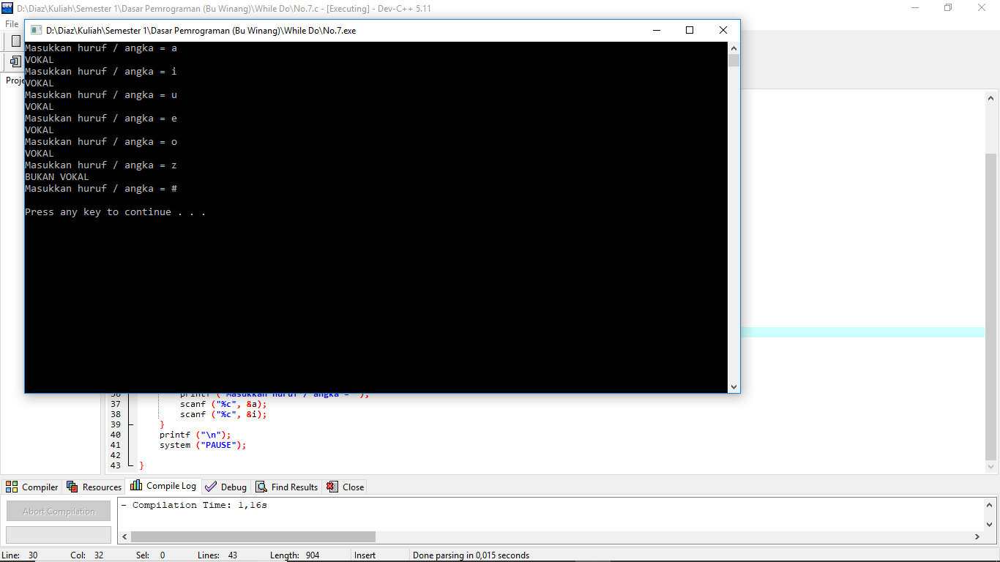 D:\Diaz\Kuliah\Semester 1\Dasar Pemrograman (Bu Winang)\While Do\No.7.c - [Executing] - Dev-C++ 5.11
File
D:\Diaz\Kuliah\Semester 1\Dasar Pemrograman (Bu Winang)\While Do\No.7.exe
Masukkan huruf / angka = a
VOKAL
Masukkan huruf / angka = i
VOKAL
Masukkan huruf / angka = u
VOKAL
Masukkan huruf / angka = e
VOKAL
Masukkan huruf / angka = o
VOKAL
Masukkan huruf / angka = z
BUKAN VOKAL
Masukkan huruf / angka = #
Press any key to continue . . .
36 printf ("Masukkan huruf / angka = ");
37 scanf ("%c", &a);
38 scanf ("%c", &i);
39 }
40 printf ("\n");
41 system ("PAUSE");
42
43 }
Compiler Resources Compile Log Debug Find Results Close
Abort Compilation
- Compilation Time: 1,16s
Line: 30 Col: 32 Sel: 0 Lines: 43 Length: 904 Insert Done parsing in 0,015 seconds